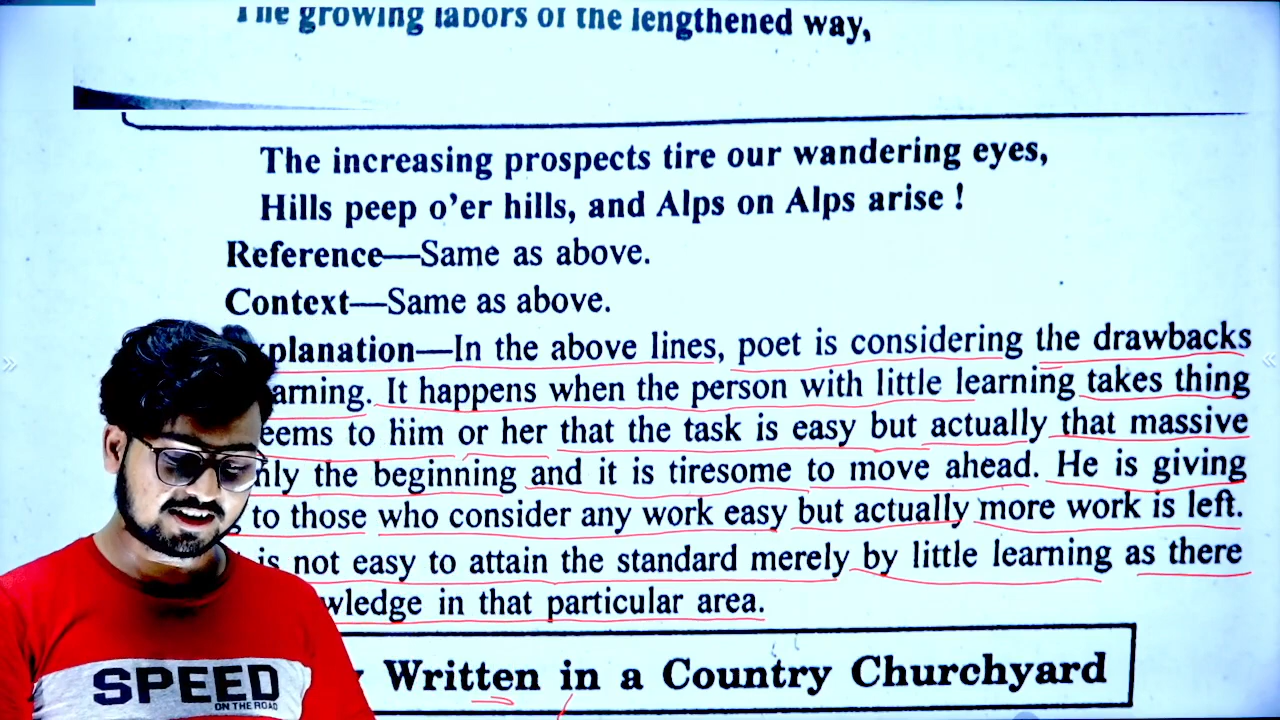 The growing labors of the lengthened way,
The increasing prospects tire our wandering eyes,
Hills peep o'er hills, and Alps on Alps arise !
Reference—Same as above.
Context—Same as above.
xplanation—In the above lines, poet is considering the drawbacks
arning. It happens when the person with little learning takes thing
eems to him or her that the task is easy but actually that massive
nly the beginning and it is tiresome to move ahead. He is giving
to those who consider any work easy but actually more work is left.
is not easy to attain the standard merely by little learning as there
wledge in that particular area.
Written in a Country Churchyard
SPEED
ON THE ROAD